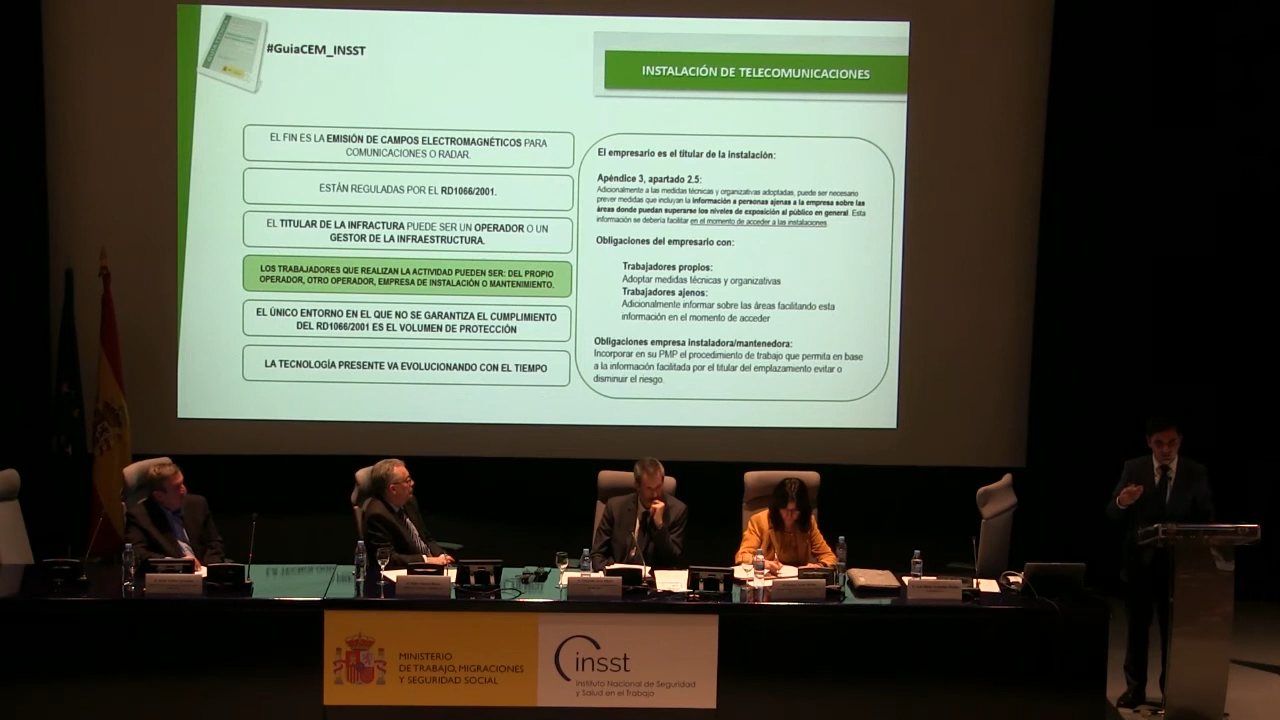 #GuiaCEM_INSST
INSTALACIÓN DE TELECOMUNICACIONES
EL FIN ES LA EMISIÓN DE CAMPOS ELECTROMAGNÉTICOS PARA
COMUNICACIONES O RADAR.
ESTÁN REGULADAS POR EL RD1066/2001.
EL TITULAR DE LA INFRACTURA PUEDE SER UN OPERADOR O UN
GESTOR DE LA INFRAESTRUCTURA.
LOS TRABAJADORES QUE REALIZAN LA ACTIVIDAD PUEDEN SER: DEL PROPIO
OPERADOR, OTRO OPERADOR, EMPRESA DE INSTALACIÓN O MANTENIMIENTO.
EL ÚNICO ENTORNO EN EL QUE NO SE GARANTIZA EL CUMPLIMIENTO
DEL RD1066/2001 ES EL VOLUMEN DE PROTECCIÓN
LA TECNOLOGÍA PRESENTE VA EVOLUCIONANDO CON EL TIEMPO
El empresario es el titular de la instalación:
Apéndice 3, apartado 2.5:
Adicionalmente a las medidas técnicas y organizativas adoptadas, puede ser necesario
prever medidas que incluyan la información a personas ajenas a la empresa sobre las
áreas donde puedan superarse los niveles de exposición al público en general. Esta
información se debería facilitar en el momento de acceder a las instalaciones.
Obligaciones del empresario con:
Trabajadores propios:
Adoptar medidas técnicas y organizativas
Trabajadores ajenos:
Adicionalmente informar sobre las áreas facilitando esta
información en el momento de acceder
Obligaciones empresa instaladora/mantenedora:
Incorporar en su PMP el procedimiento de trabajo que permita en base
a la información facilitada por el titular del emplazamiento evitar o
disminuir el riesgo.
MINISTERIO
DE TRABAJO, MIGRACIONES
Y SEGURIDAD SOCIAL
insst
Instituto Nacional de Seguridad
y Salud en el Trabajo